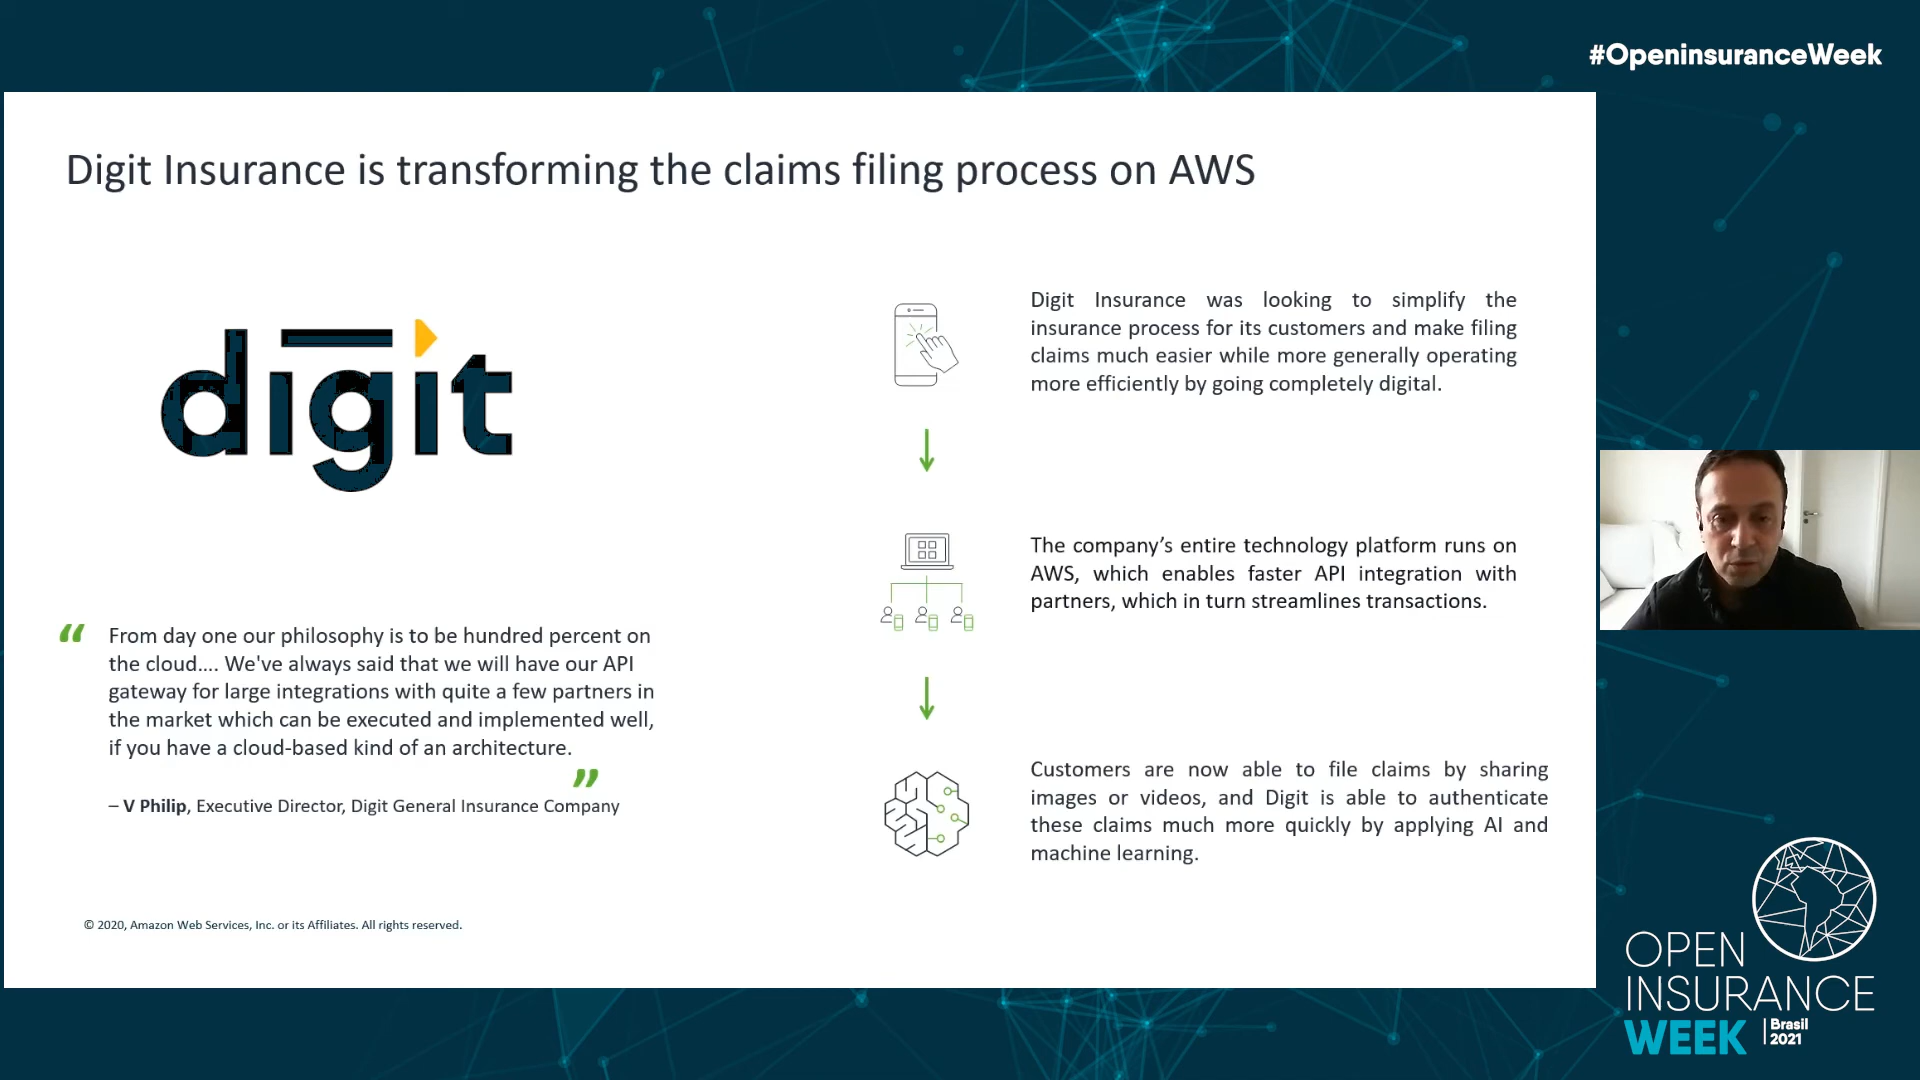 #OpeninsuranceWeek
Digit Insurance is transforming the claims filing process on AWS
digit
“ From day one our philosophy is to be hundred percent on
the cloud.... We've always said that we will have our API
gateway for large integrations with quite a few partners in
the market which can be executed and implemented well,
if you have a cloud-based kind of an architecture.
”
– V Philip, Executive Director, Digit General Insurance Company
Digit Insurance was looking to simplify the
insurance process for its customers and make filing
claims much easier while more generally operating
more efficiently by going completely digital.
The company’s entire technology platform runs on
AWS, which enables faster API integration with
partners, which in turn streamlines transactions.
Customers are now able to file claims by sharing
images or videos, and Digit is able to authenticate
these claims much more quickly by applying AI and
machine learning.
© 2020, Amazon Web Services, Inc. or its Affiliates. All rights reserved.
OPEN
INSURANCE
WEEK
Brasil
2021